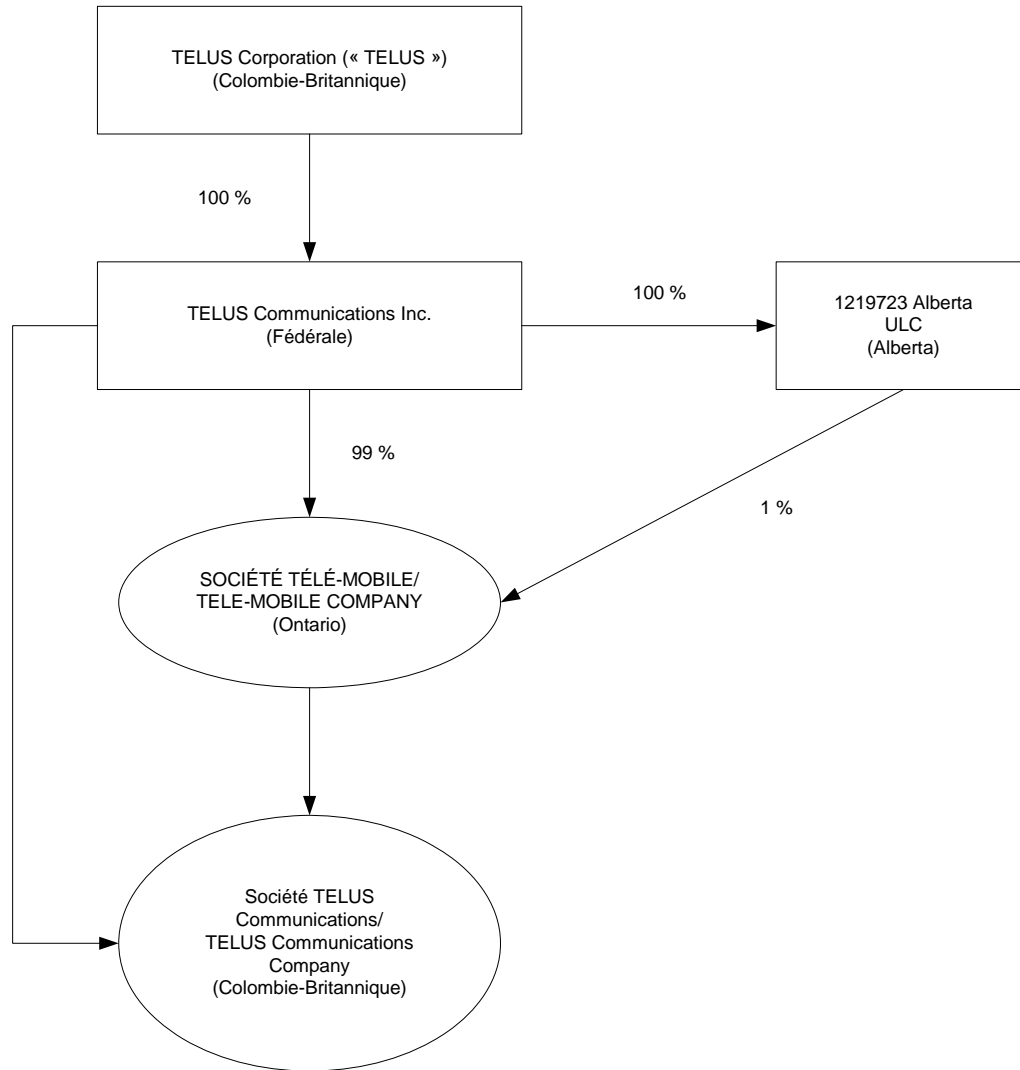 TELUS Corporation (« TELUS »)
(Colombie-Britannique)
100 %
TELUS Communications Inc.
(Fédérale)
100 %
1219723 Alberta
ULC
(Alberta)
99 %
1 %
SOCIÉTÉ TÉLÉ-MOBILE/
TELE-MOBILE COMPANY
(Ontario)
Société TELUS
Communications/
TELUS Communications
Company
(Colombie-Britannique)